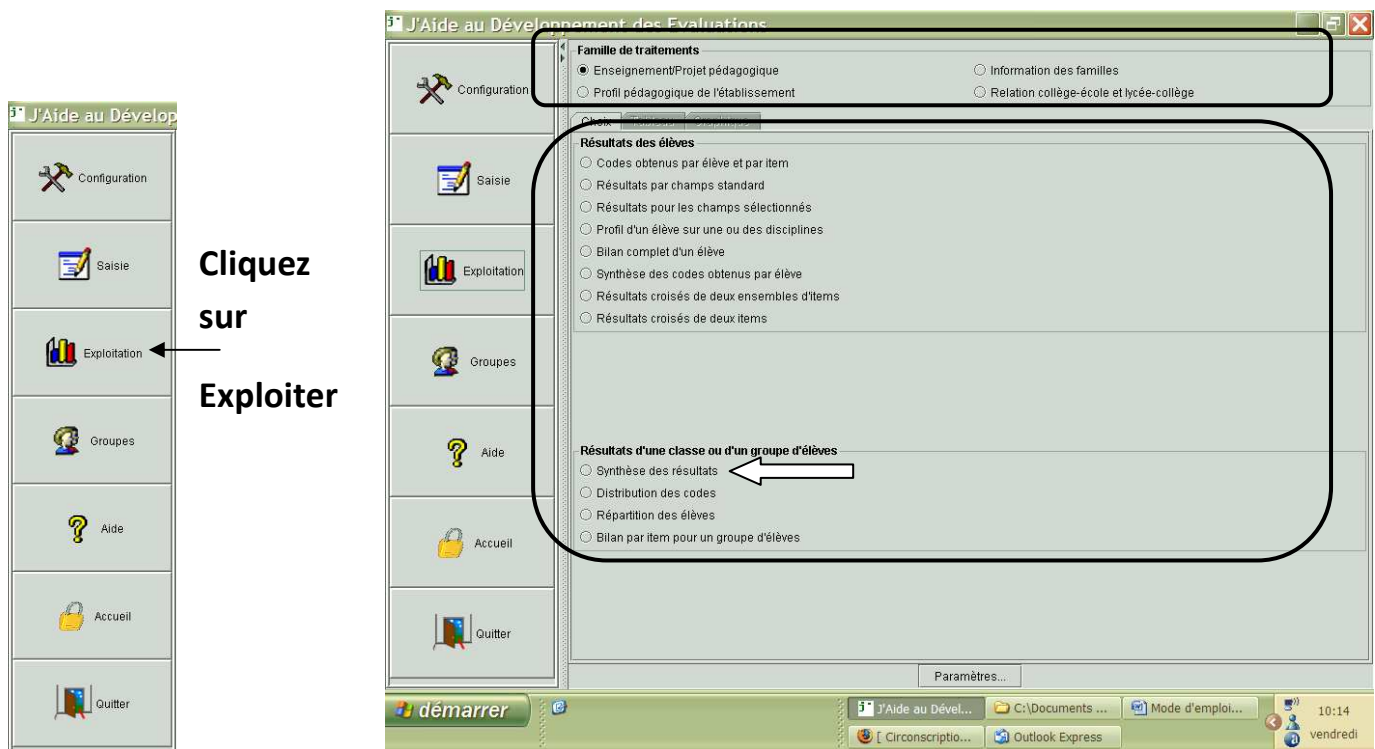 J'Aide au Dévelop
Configuration
Saisie
Exploitation
Groupes
Aide
Accueil
Quitter
Cliquez
sur
Exploiter
J'Aide au Développement des Evaluations
Configuration
Saisie
Exploitation
Groupes
Aide
Accueil
Quitter
Famille de traitements
Enseignement/Projet pédagogique
Information des familles
Profil pédagogique de l'établissement
Relation collège-école et lycée-collège
Choix Tableau Graphique
Résultats des élèves
Codes obtenus par élève et par item
Résultats par champs standard
Résultats pour les champs sélectionnés
Profil d'un élève sur une ou des disciplines
Bilan complet d'un élève
Synthèse des codes obtenus par élève
Résultats croisés de deux ensembles d'items
Résultats croisés de deux items
Résultats d'une classe ou d'un groupe d'élèves
Synthèse des résultats
Distribution des codes
Répartition des élèves
Bilan par item pour un groupe d'élèves
Paramètres...
démarrer
J'Aide au Dével...
C:\Documents ...
Mode d'emploi...
[ Circonscriptio...
Outlook Express
10:14
vendredi